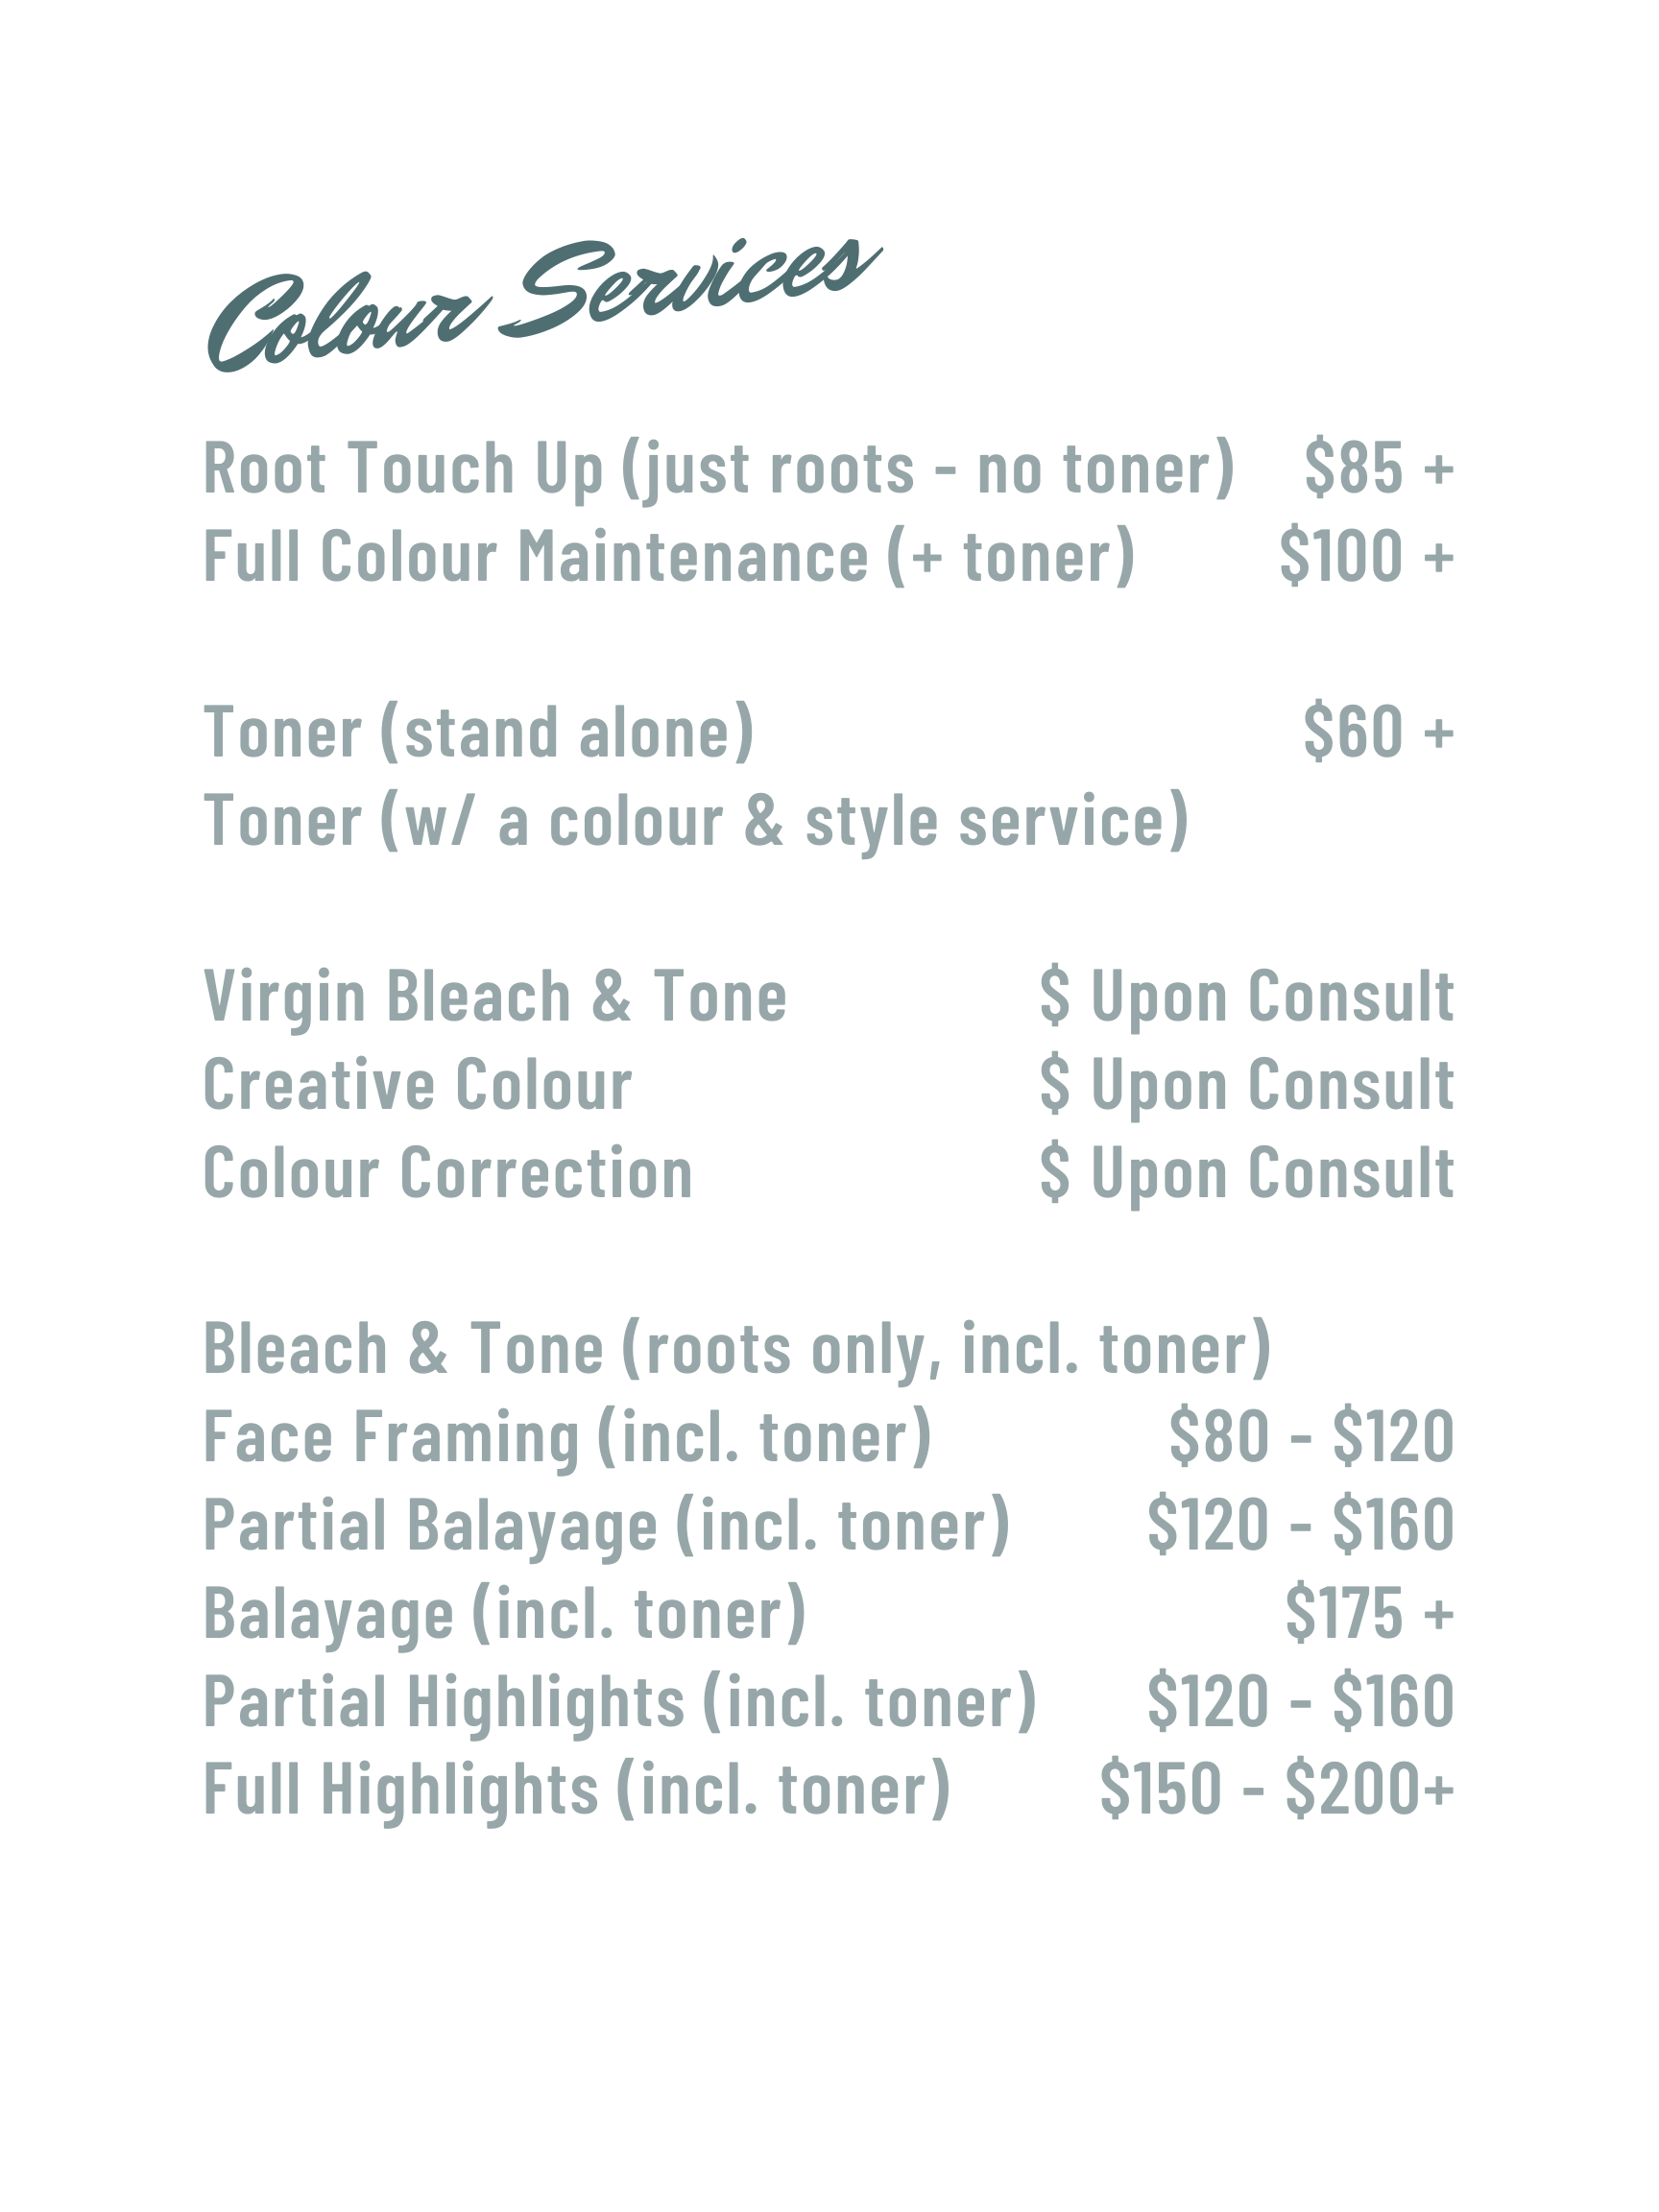 Colour Services
Root Touch Up (just roots - no toner) $85 +
Full Colour Maintenance (+ toner) $100 +
Toner (stand alone) $60 +
Toner (w/ a colour & style service)
Virgin Bleach & Tone $ Upon Consult
Creative Colour $ Upon Consult
Colour Correction $ Upon Consult
Bleach & Tone (roots only, incl. toner)
Face Framing (incl. toner) $80 - $120
Partial Balayage (incl. toner) $120 - $160
Balayage (incl. toner) $175 +
Partial Highlights (incl. toner) $120 - $160
Full Highlights (incl. toner) $150 - $200+